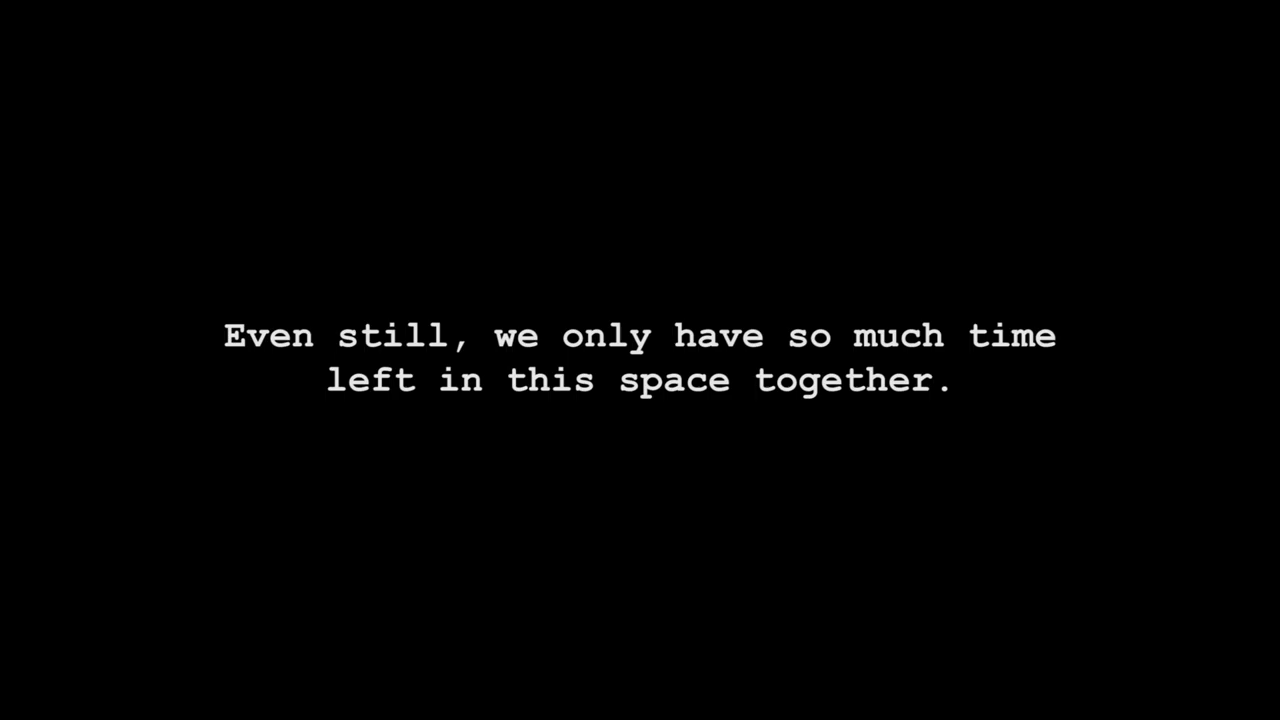 Even still, we only have so much time
left in this space together.